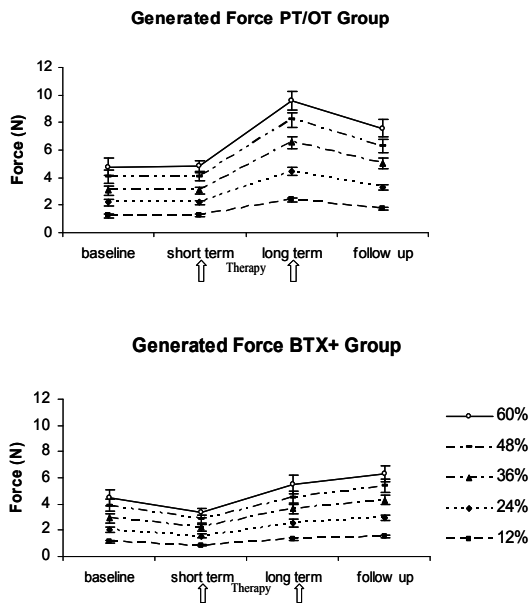 Generated Force PT/OT Group
12
10
8
6
4
2
0
Force (N)
baseline short term long term follow up
Therapy
Generated Force BTX+ Group
12
10
8
6
4
2
0
Force (N)
baseline short term long term follow up
Therapy
60%
48%
36%
24%
12%